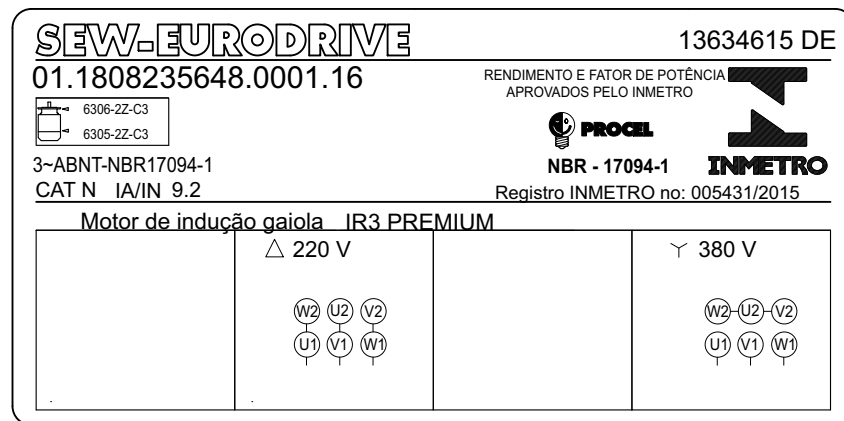 SEW-EURODRIVE
13634615 DE
01.1808235648.0001.16
RENDIMENTO E FATOR DE POTÊNCIA
APROVADOS PELO INMETRO
6306-2Z-C3
6305-2Z-C3
PROCEL
3~ABNT-NBR17094-1
NBR - 17094-1
INMETRO
CAT N IA/IN 9.2
Registro INMETRO no: 005431/2015
Motor de indução gaiola IR3 PREMIUM
△ 220 V
W2 U2 V2
U1 V1 W1
Y 380 V
W2 U2 V2
U1 V1 W1